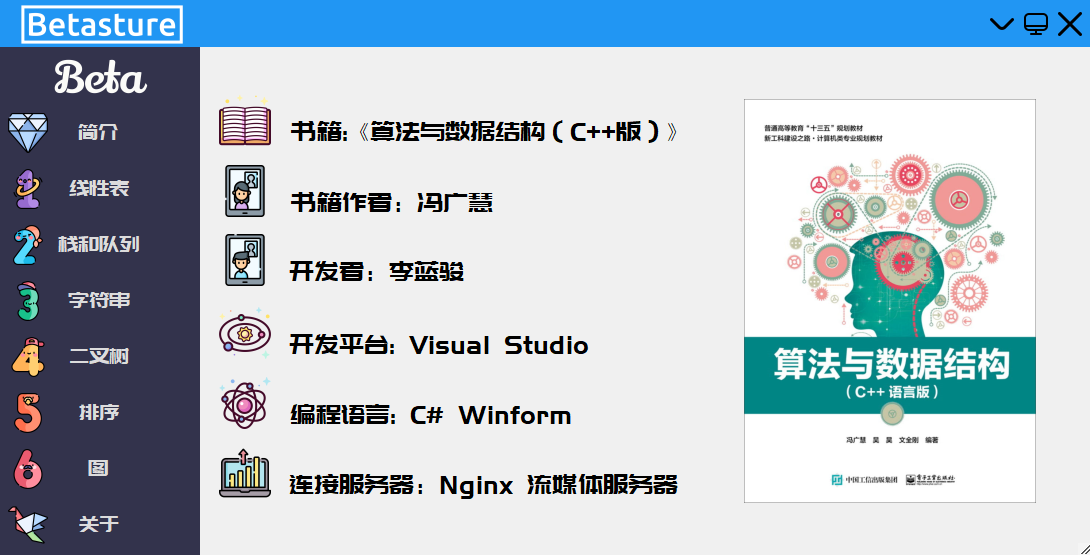 Betasture
Beta
简介
线性表
栈和队列
字符串
二叉树
排序
图
关于
书籍:《算法与数据结构(C++版)》
书籍作者: 冯广慧
开发者: 李蓝骏
开发平台: Visual Studio
编程语言: C# Winform
连接服务器: Nginx 流媒体服务器
普通高等教育“十三五”规划教材
新工科建设之路·计算机类专业规划教材
算法与数据结构
(C++ 语言版)
冯广慧 吴昊 文全刚 编著
中国工信出版集团 电子工业出版社